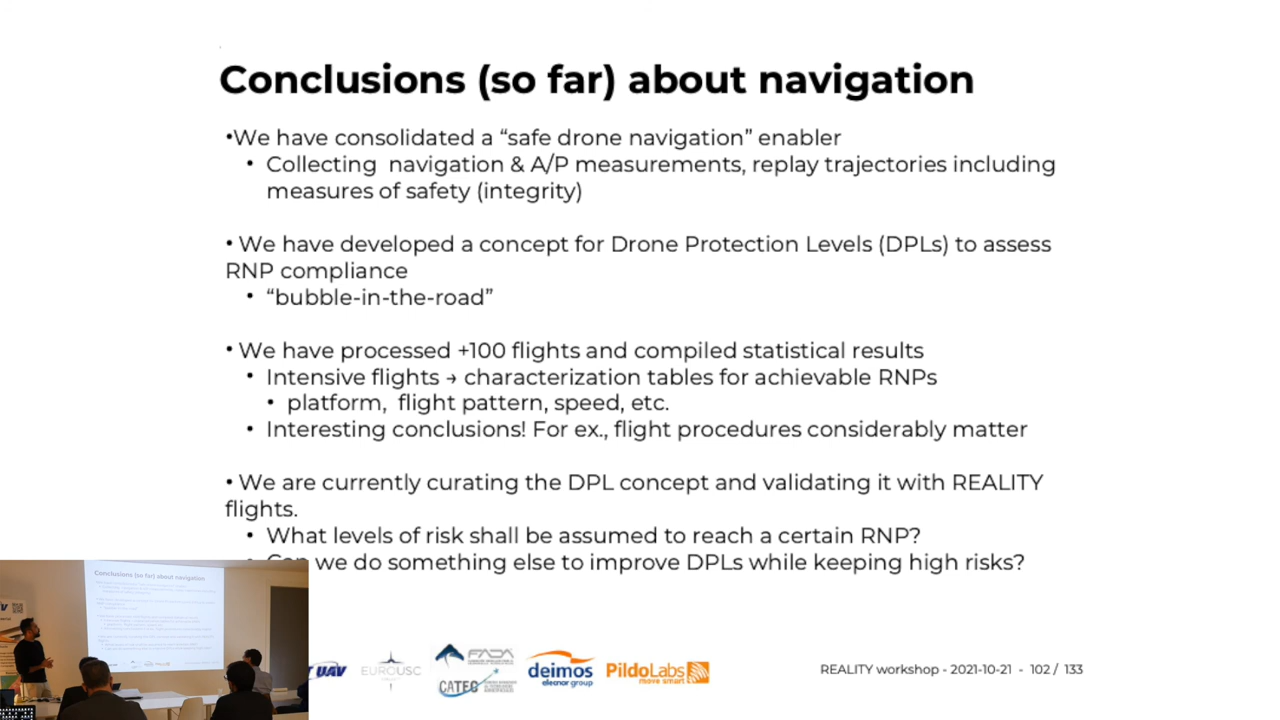 Conclusions (so far) about navigation
•We have consolidated a “safe drone navigation” enabler
• Collecting navigation & A/P measurements, replay trajectories including
measures of safety (integrity)
• We have developed a concept for Drone Protection Levels (DPLs) to assess
RNP compliance
• “bubble-in-the-road”
• We have processed +100 flights and compiled statistical results
• Intensive flights → characterization tables for achievable RNPs
• platform, flight pattern, speed, etc.
• Interesting conclusions! For ex., flight procedures considerably matter
• We are currently curating the DPL concept and validating it with REALITY
flights.
• What levels of risk shall be assumed to reach a certain RNP?
we do something else to improve DPLs while keeping high risks?
Conclusions (so far) about navigation
UAV
EUROUSC
FADA
CATEC
deimos
elecnor group
PildoLabs
move smart
REALITY workshop - 2021-10-21 - 102 / 133